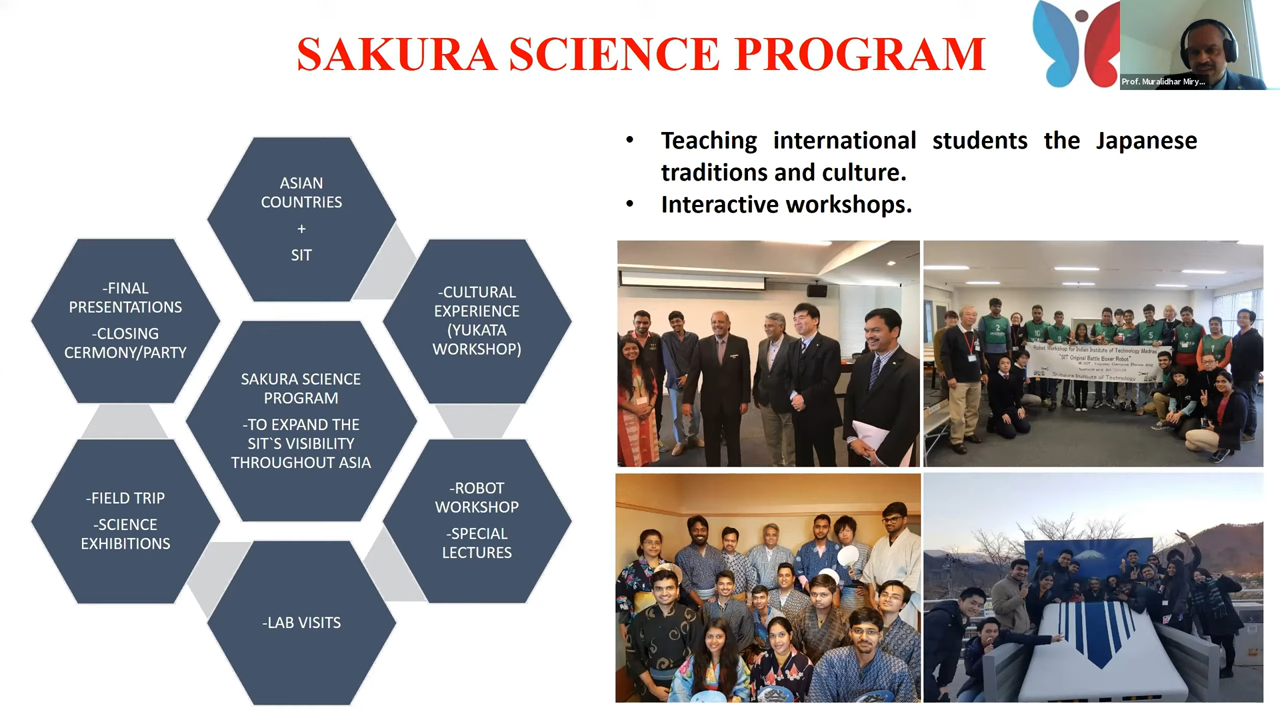 SAKURA SCIENCE PROGRAM
Prof. Muralidhar Miry...
• Teaching international students the Japanese
traditions and culture.
• Interactive workshops.
ASIAN
COUNTRIES
+
SIT
-CULTURAL
EXPERIENCE
(YUKATA
WORKSHOP)
-ROBOT
WORKSHOP
-SPECIAL
LECTURES
-LAB VISITS
-FIELD TRIP
-SCIENCE
EXHIBITIONS
-FINAL
PRESENTATIONS
-CLOSING
CERMONY/PARTY
SAKURA SCIENCE
PROGRAM
-TO EXPAND THE
SIT`S VISIBILITY
THROUGHOUT ASIA
Robot Workshop for Indian Institute of Technology Madras
"SIT Original Battle Boxer Robot"
Shibaura Institute of Technology